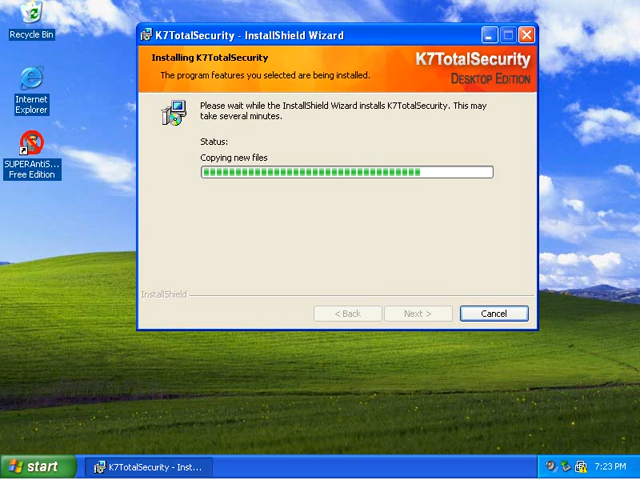 Recycle Bin
Internet
Explorer
SUPERAntiS...
Free Edition
K7TotalSecurity - InstallShield Wizard
Installing K7TotalSecurity
The program features you selected are being installed.
K7TotalSecurity
DESKTOP EDITION
Please wait while the InstallShield Wizard installs K7TotalSecurity. This may
take several minutes.
Status:
Copying new files
InstallShield
< Back
Next >
Cancel
start
K7TotalSecurity - Inst...
7:23 PM